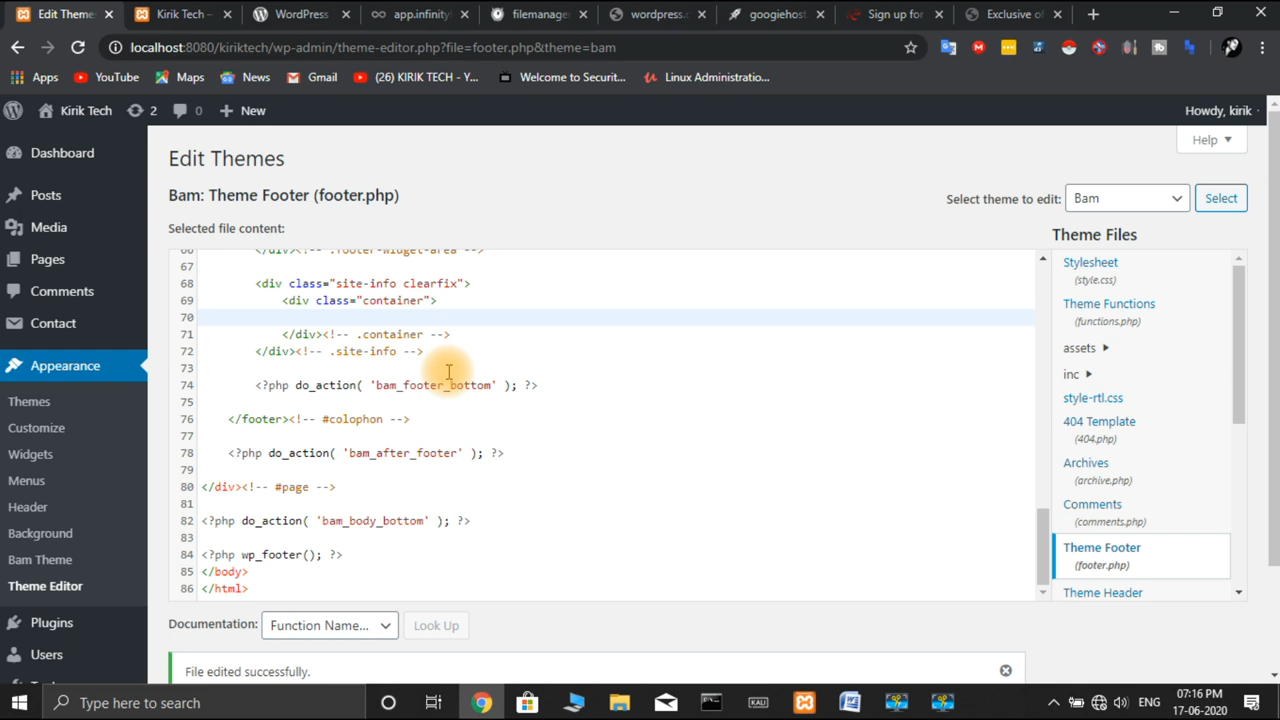 Edit Them
Kirik Tech –
WordPress
app.infinity
filemanage
wordpress.c
googiehost
Sign up for
Exclusive of
localhost:8080/kiriktech/wp-admin/theme-editor.php?file=footer.php&theme=bam
Apps
YouTube
Maps
News
Gmail
(26) KIRIK TECH - Y...
Welcome to Securit...
Linux Administratio...
Kirik Tech
2
0
New
Howdy, kirik
Help
Dashboard
Posts
Media
Pages
Comments
Contact
Appearance
Themes
Customize
Widgets
Menus
Header
Background
Bam Theme
Theme Editor
Plugins
Users
Edit Themes
Bam: Theme Footer (footer.php)
Select theme to edit: Bam Select
Selected file content:
66 </div><!-- .footer-widget-area -->
67
68 <div class="site-info clearfix">
69 <div class="container">
70
71 </div><!-- .container -->
72 </div><!-- .site-info -->
73
74 <?php do_action( 'bam_footer_bottom' ); ?>
75
76 </footer><!-- #colophon -->
77
78 <?php do_action( 'bam_after_footer' ); ?>
79
80 </div><!-- #page -->
81
82 <?php do_action( 'bam_body_bottom' ); ?>
83
84 <?php wp_footer(); ?>
85 </body>
86 </html>
Theme Files
Stylesheet
(style.css)
Theme Functions
(functions.php)
assets
inc
style-rtl.css
404 Template
(404.php)
Archives
(archive.php)
Comments
(comments.php)
Theme Footer
(footer.php)
Theme Header
Documentation: Function Name... Look Up
File edited successfully.
Type here to search
KALI
ENG
07:16 PM
17-06-2020